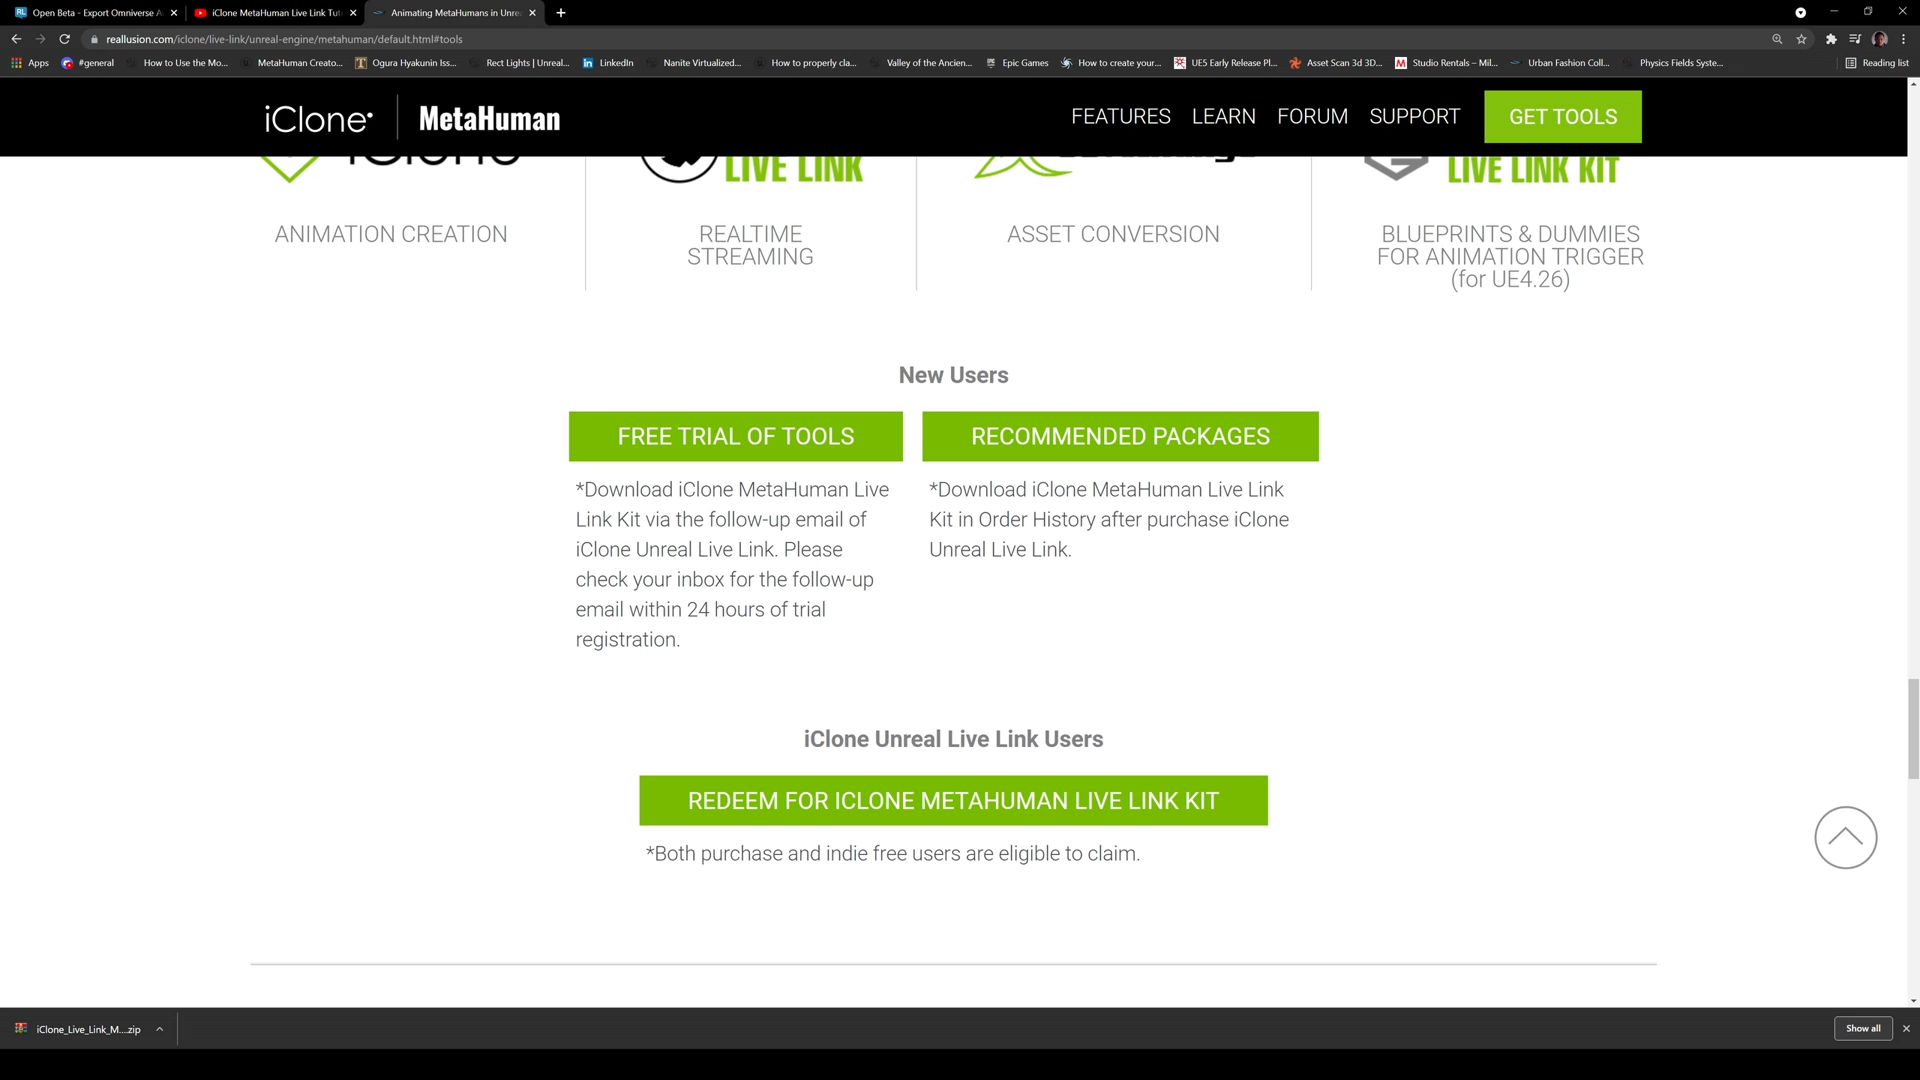 Open Beta - Export Omniverse A
iClone MetaHuman Live Link Tut
Animating MetaHumans in Unre
reallusion.com/iclone/live-link/unreal-engine/metahuman/default.html#tools
Apps
#general
How to Use the Mo...
MetaHuman Creato...
Ogura Hyakunin Iss...
Rect Lights | Unreal...
LinkedIn
Nanite Virtualized...
How to properly cla...
Valley of the Ancien...
Epic Games
How to create your...
UE5 Early Release Pl...
Asset Scan 3d 3D...
Studio Rentals – Mil...
Urban Fashion Coll...
Physics Fields Syste...
Reading list
iClone
MetaHuman
FEATURES
LEARN
FORUM
SUPPORT
GET TOOLS
iClone
LIVE LINK
LIVE LINK KIT
ANIMATION CREATION
REALTIME
STREAMING
ASSET CONVERSION
BLUEPRINTS & DUMMIES
FOR ANIMATION TRIGGER
(for UE4.26)
New Users
FREE TRIAL OF TOOLS
*Download iClone MetaHuman Live
Link Kit via the follow-up email of
iClone Unreal Live Link. Please
check your inbox for the follow-up
email within 24 hours of trial
registration.
RECOMMENDED PACKAGES
*Download iClone MetaHuman Live Link
Kit in Order History after purchase iClone
Unreal Live Link.
iClone Unreal Live Link Users
REDEEM FOR ICLONE METAHUMAN LIVE LINK KIT
*Both purchase and indie free users are eligible to claim.
iClone_Live_Link_M....zip
Show all